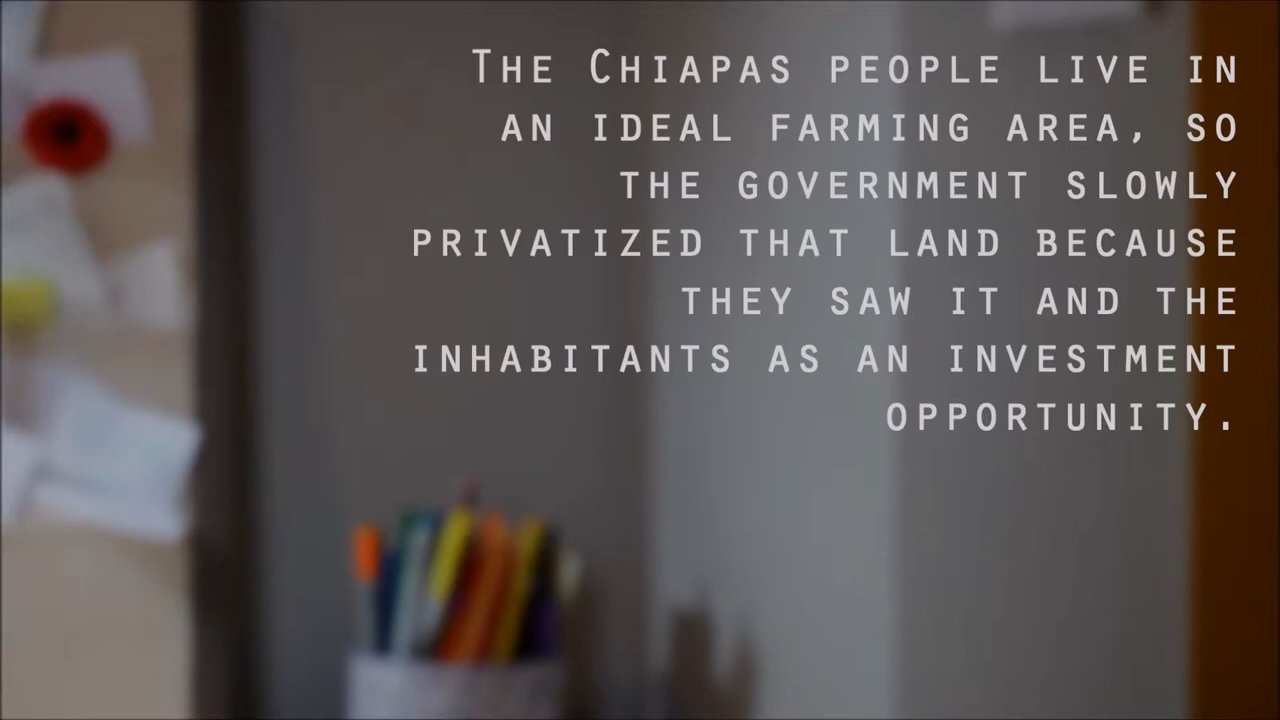 The Chiapas people live in
an ideal farming area, so
the government slowly
privatized that land because
they saw it and the
inhabitants as an investment
opportunity.